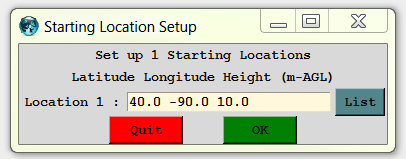 Starting Location Setup
Set up 1 Starting Locations
Latitude Longitude Height (m-AGL)
Location 1 : 40.0 -90.0 10.0 List
Quit OK